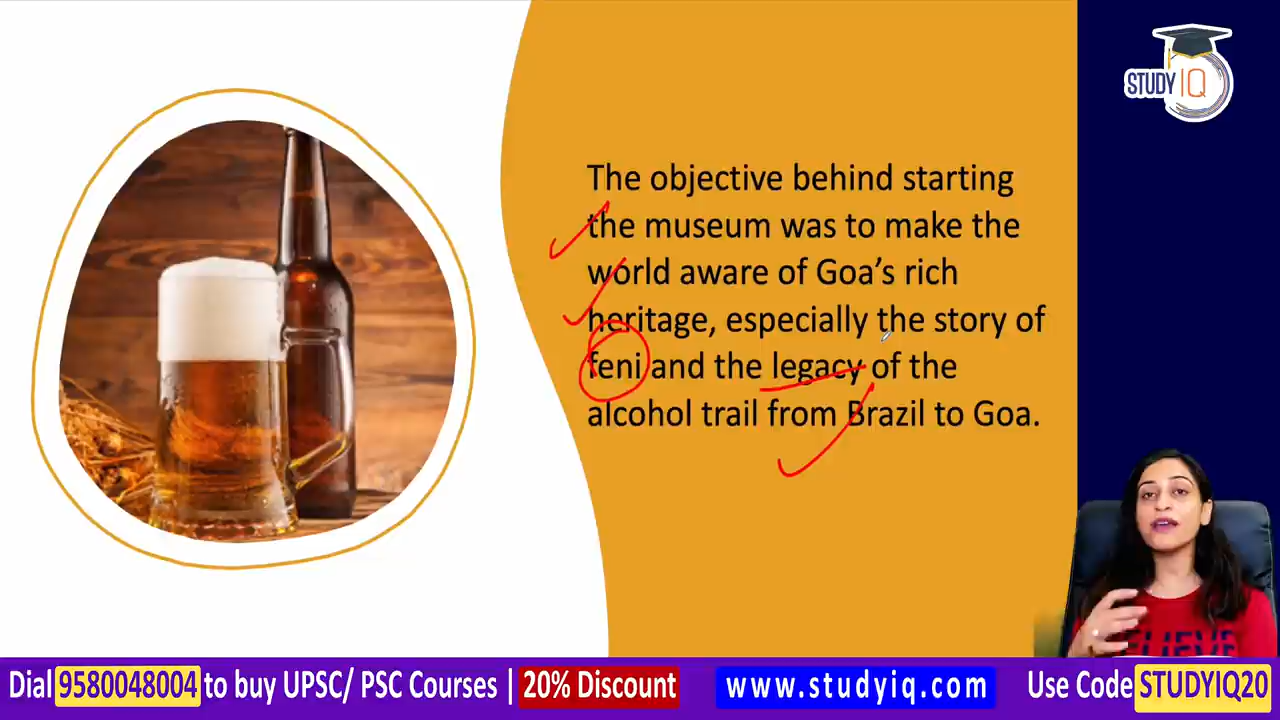 STUDY IQ
The objective behind starting
the museum was to make the
world aware of Goa's rich
heritage, especially the story of
feni and the legacy of the
alcohol trail from Brazil to Goa.
Dial 9580048004 to buy UPSC/ PSC Courses | 20% Discount www.studyiq.com Use Code STUDYIQ20